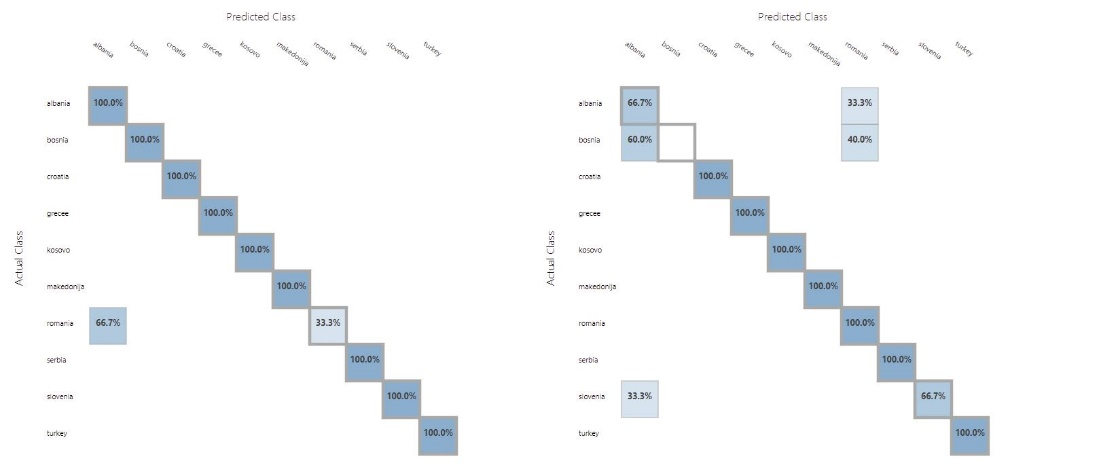 Predicted Class
albania bosnia croatia grecee kosovo makedonija romania serbia slovenia turkey
Actual Class
albania 100.0%
bosnia 100.0%
croatia 100.0%
grecee 100.0%
kosovo 100.0%
makedonija 100.0%
romania 66.7% 33.3%
serbia 100.0%
slovenia 100.0%
turkey 100.0%
Predicted Class
albania bosnia croatia grecee kosovo makedonija romania serbia slovenia turkey
Actual Class
albania 66.7% 33.3%
bosnia 60.0% 40.0%
croatia 100.0%
grecee 100.0%
kosovo 100.0%
makedonija 100.0%
romania 100.0%
serbia 100.0%
slovenia 33.3% 66.7%
turkey 100.0%